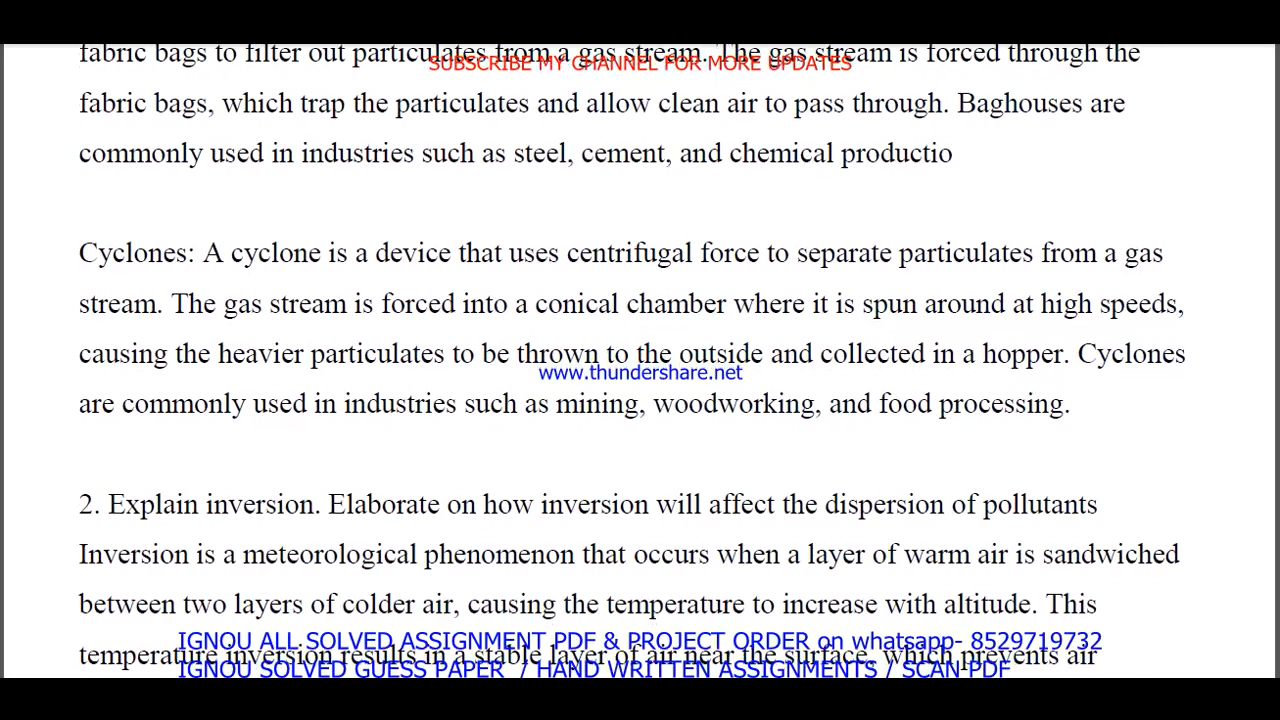 fabric bags to filter out particulates from a gas stream. The gas stream is forced through the
SUBSCRIBE MY CHANNEL FOR MORE UPDATES
fabric bags, which trap the particulates and allow clean air to pass through. Baghouses are
commonly used in industries such as steel, cement, and chemical productio
Cyclones: A cyclone is a device that uses centrifugal force to separate particulates from a gas
stream. The gas stream is forced into a conical chamber where it is spun around at high speeds,
causing the heavier particulates to be thrown to the outside and collected in a hopper. Cyclones
www.thundershare.net
are commonly used in industries such as mining, woodworking, and food processing.
2. Explain inversion. Elaborate on how inversion will affect the dispersion of pollutants
Inversion is a meteorological phenomenon that occurs when a layer of warm air is sandwiched
between two layers of colder air, causing the temperature to increase with altitude. This
IGNOU ALL SOLVED ASSIGNMENT PDF & PROJECT ORDER on whatsapp- 8529719732
temperature inversion results in a stable layer of air near the surface, which prevents air
IGNOU SOLVED GUESS PAPER / HAND WRITTEN ASSIGNMENTS / SCAN PDF